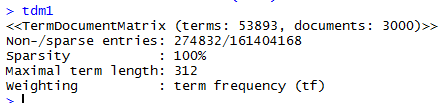 > tdm1
<<TermDocumentMatrix (terms: 53893, documents: 3000)>>
Non-/sparse entries: 274832/161404168
Sparsity           : 100%
Maximal term length: 312
Weighting          : term frequency (tf)
>